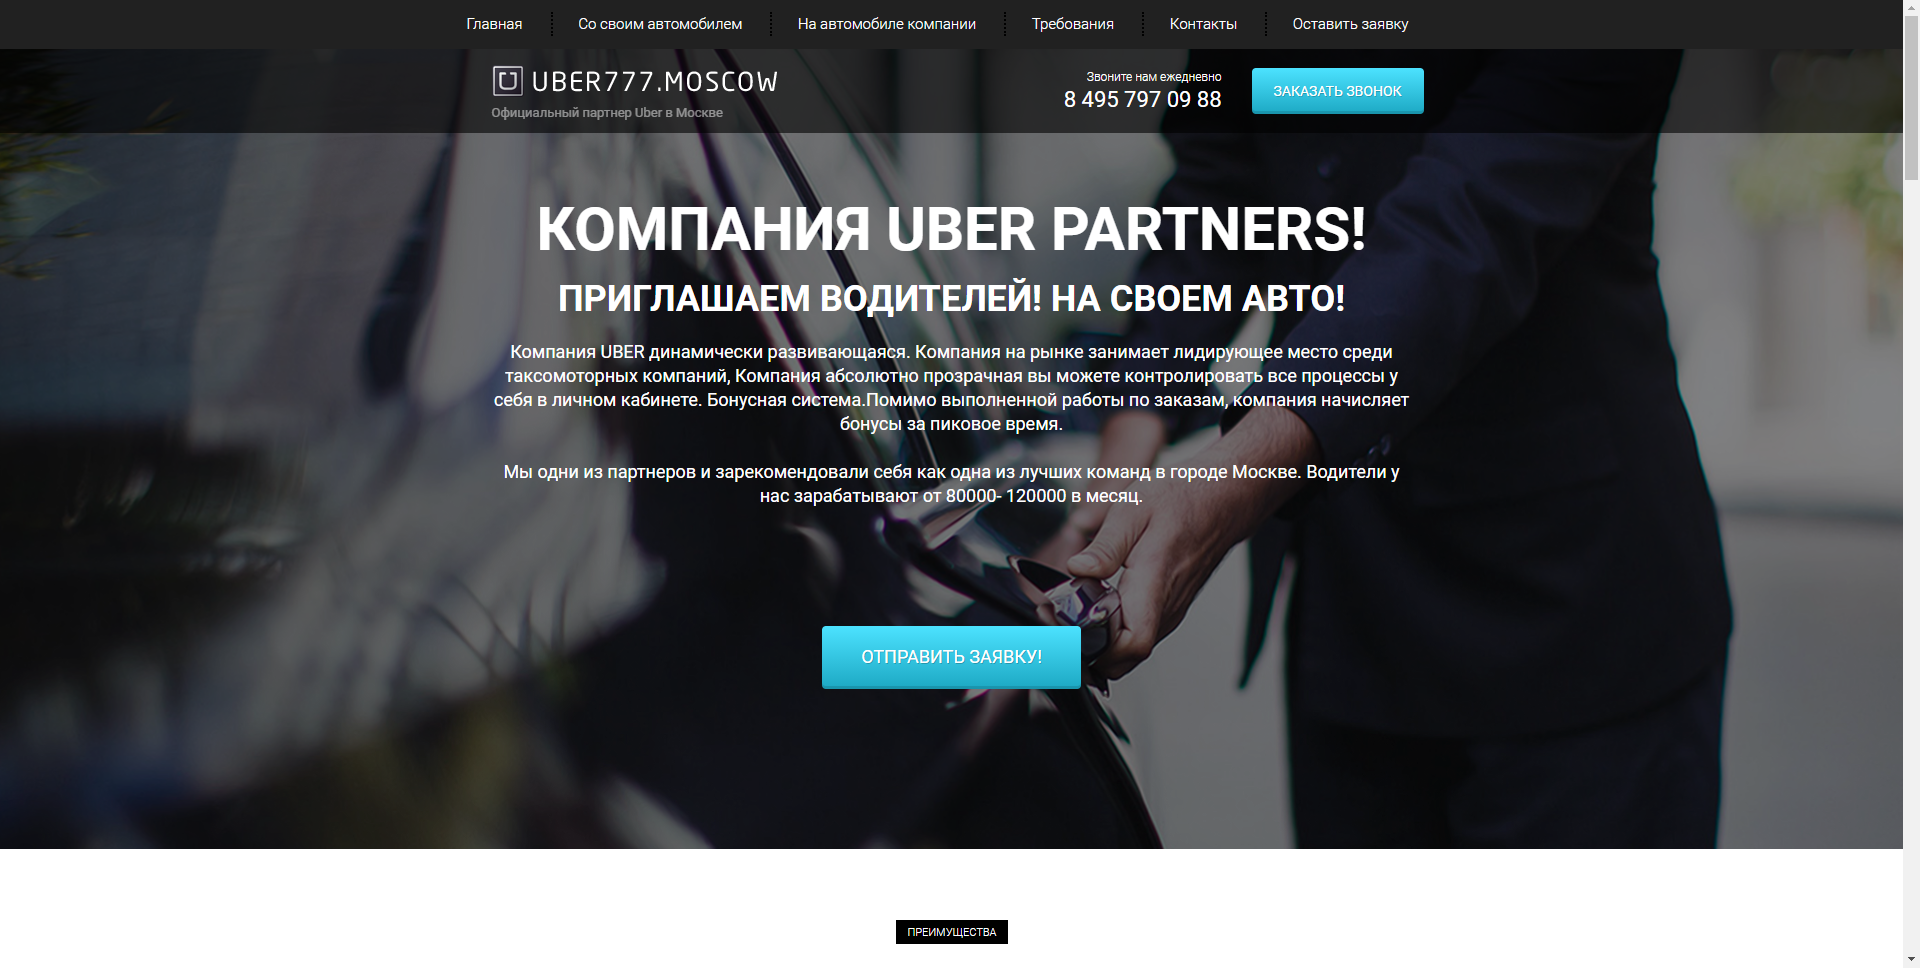 Главная
Со своим автомобилем
На автомобиле компании
Требования
Контакты
Оставить заявку
UBER777.MOSCOW
Официальный партнер Uber в Москве
Звоните нам ежедневно
8 495 797 09 88
ЗАКАЗАТЬ ЗВОНОК
КОМПАНИЯ UBER PARTNERS!
ПРИГЛАШАЕМ ВОДИТЕЛЕЙ! НА СВОЕМ АВТО!
Компания UBER динамически развивающаяся. Компания на рынке занимает лидирующее место среди
таксомоторных компаний, Компания абсолютно прозрачная вы можете контролировать все процессы у
себя в личном кабинете. Бонусная система.Помимо выполненной работы по заказам, компания начисляет
бонусы за пиковое время.
Мы одни из партнеров и зарекомендовали себя как одна из лучших команд в городе Москве. Водители у
нас зарабатывают от 80000- 120000 в месяц.
ОТПРАВИТЬ ЗАЯВКУ!
ПРЕИМУЩЕСТВА